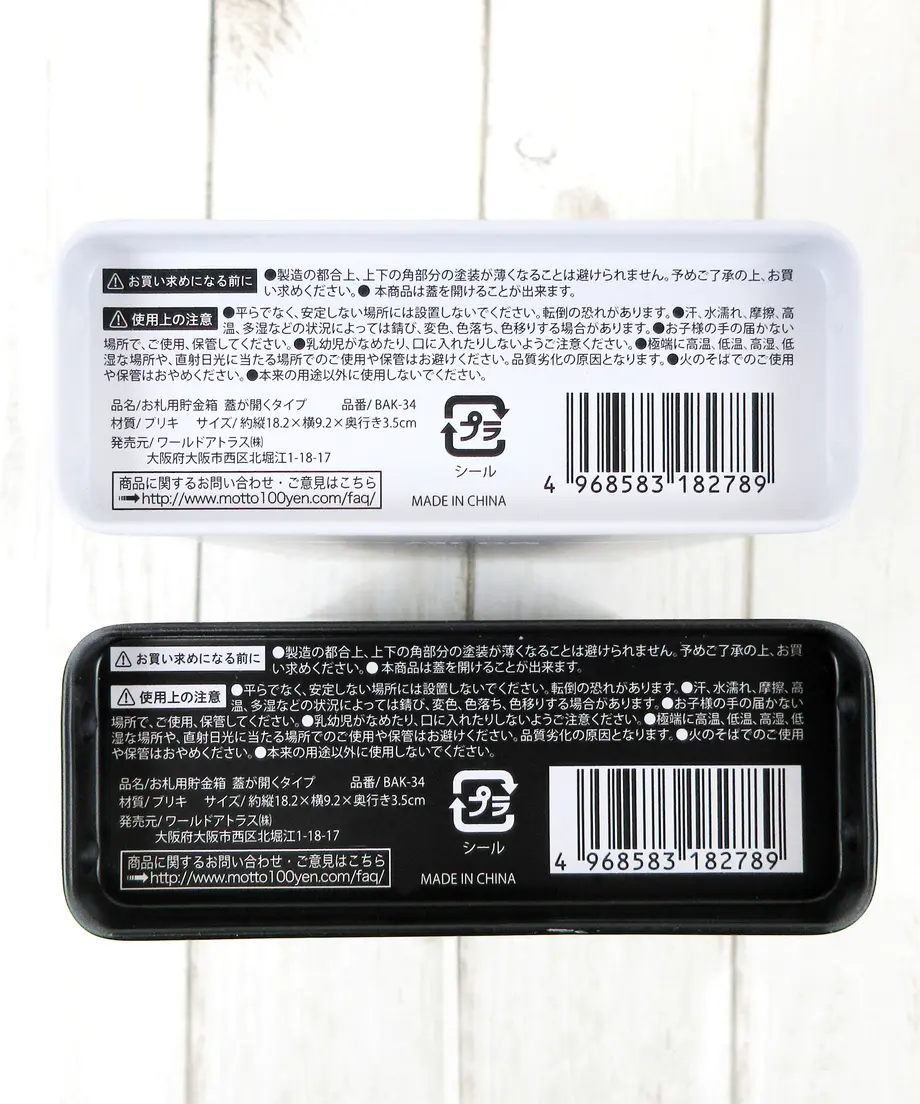 ⚠お買い求めになる前に ●製造の都合上、上下の角部分の塗装が薄くなることは避けられません。予めご了承の上、お買
い求めください。● 本商品は蓋を開けることが出来ます。
⚠使用上の注意 ●平らでなく、安定しない場所には設置しないでください。転倒の恐れがあります。●汗、水濡れ、摩擦、高
温、多湿などの状況によっては錆び、変色、色落ち、色移りする場合があります。●お子様の手の届かない
場所で、ご使用、保管してください。●乳幼児がなめたり、口に入れたりしないようご注意ください。●極端に高温、低温、高湿、低
湿な場所や、直射日光に当たる場所でのご使用や保管はお避けください。品質劣化の原因となります。●火のそばでのご使用
や保管はおやめください。●本来の用途以外に使用しないでください。
品名/お札用貯金箱 蓋が開くタイプ 品番/ BAK-34
材質/ ブリキ サイズ/ 約縦18.2×横9.2×奥行き3.5cm
発売元/ ワールドアトラス㈱
大阪府大阪市西区北堀江1-18-17
商品に関するお問い合わせ・ご意見はこちら
➡http://www.motto100yen.com/faq/
プラ
シール
MADE IN CHINA
4 968583 182789
⚠お買い求めになる前に ●製造の都合上、上下の角部分の塗装が薄くなることは避けられません。予めご了承の上、お買
い求めください。● 本商品は蓋を開けることが出来ます。
⚠使用上の注意 ●平らでなく、安定しない場所には設置しないでください。転倒の恐れがあります。●汗、水濡れ、摩擦、高
温、多湿などの状況によっては錆び、変色、色落ち、色移りする場合があります。●お子様の手の届かない
場所で、ご使用、保管してください。●乳幼児がなめたり、口に入れたりしないようご注意ください。●極端に高温、低温、高湿、低
湿な場所や、直射日光に当たる場所でのご使用や保管はお避けください。品質劣化の原因となります。●火のそばでのご使用
や保管はおやめください。●本来の用途以外に使用しないでください。
品名/お札用貯金箱 蓋が開くタイプ 品番/ BAK-34
材質/ ブリキ サイズ/ 約縦18.2×横9.2×奥行き3.5cm
発売元/ ワールドアトラス㈱
大阪府大阪市西区北堀江1-18-17
商品に関するお問い合わせ・ご意見はこちら
➡http://www.motto100yen.com/faq/
プラ
シール
MADE IN CHINA
4 968583 182789